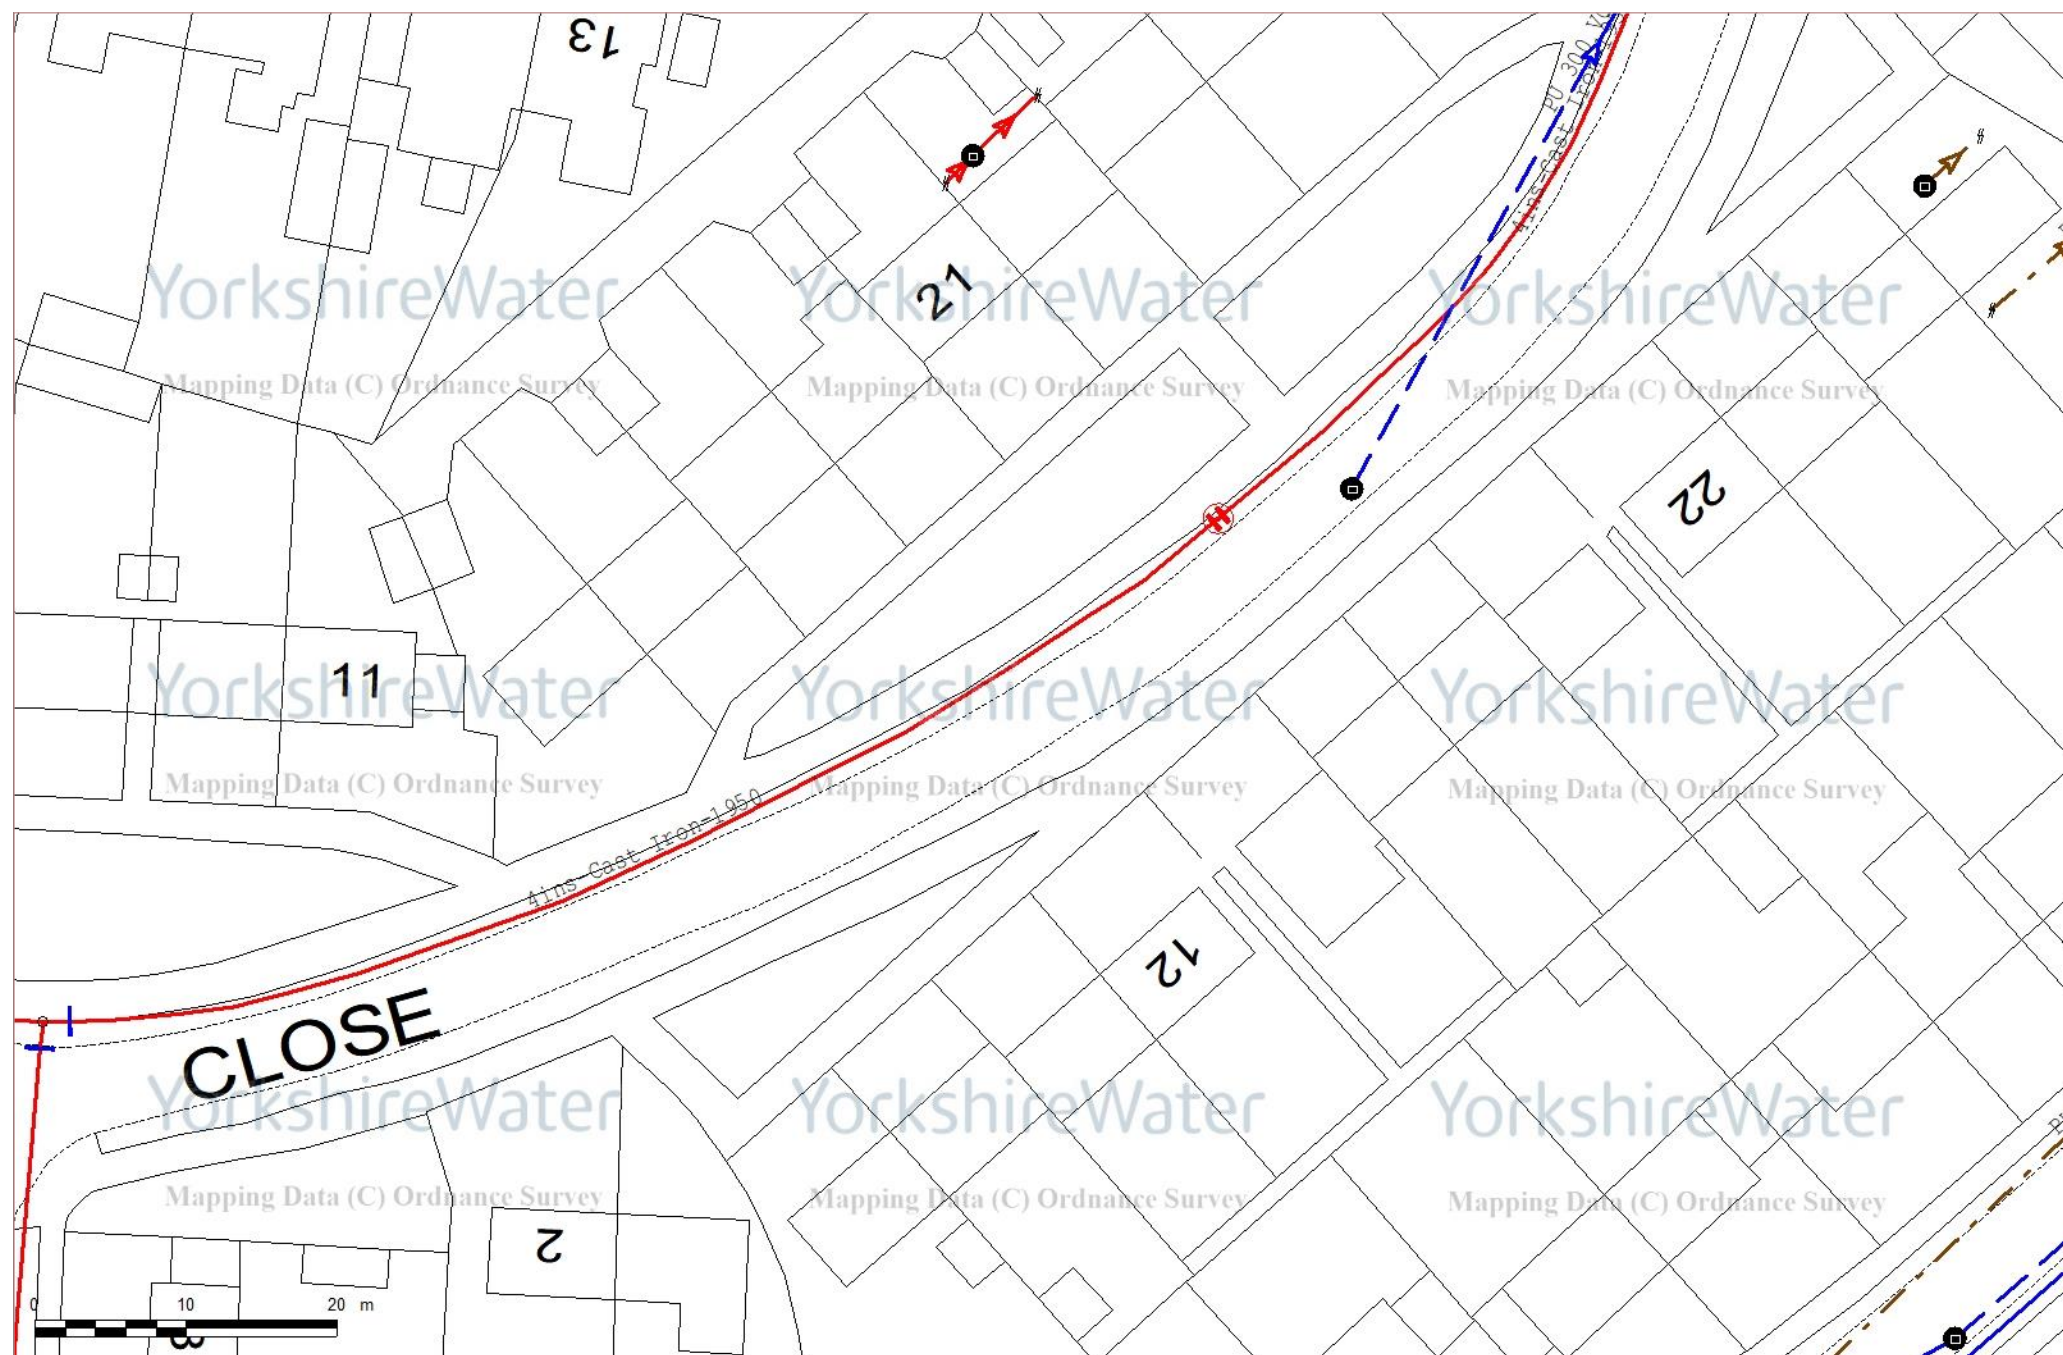 13
PU 300 
4ins-Cast Iron
YorkshireWater
YorkshireWater
YorkshireWater
21
Mapping Data (C) Ordnance Survey
Mapping Data (C) Ordnance Survey
Mapping Data (C) Ordnance Survey
22
11
YorkshireWater
YorkshireWater
YorkshireWater
Mapping Data (C) Ordnance Survey
Mapping Data (C) Ordnance Survey
Mapping Data (C) Ordnance Survey
4ins-Cast Iron-1950
12
CLOSE
YorkshireWater
YorkshireWater
YorkshireWater
Mapping Data (C) Ordnance Survey
Mapping Data (C) Ordnance Survey
Mapping Data (C) Ordnance Survey
2
0 10 20 m